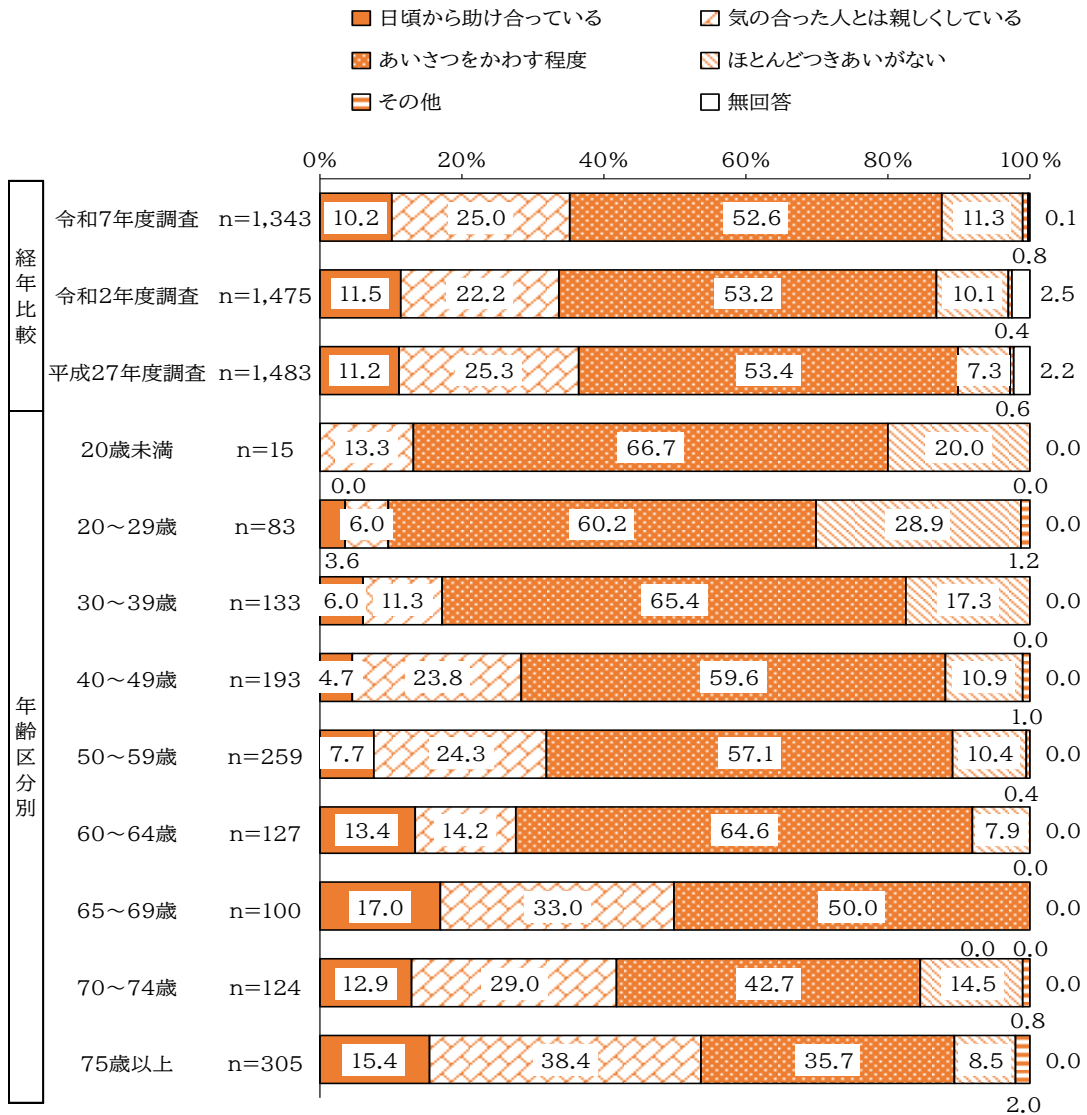 日頃から助け合っている 気の合った人とは親しくしている
あいさつをかわす程度 ほとんどつきあいがない
その他 無回答
0% 20% 40% 60% 80% 100%
経年比較
令和7年度調査 n=1,343 10.2 25.0 52.6 11.3 0.1
0.8
令和2年度調査 n=1,475 11.5 22.2 53.2 10.1 2.5
0.4
平成27年度調査 n=1,483 11.2 25.3 53.4 7.3 2.2
0.6
年齢区分別
20歳未満 n=15 13.3 66.7 20.0 0.0
0.0 0.0
20～29歳 n=83 6.0 60.2 28.9 0.0
3.6 1.2
30～39歳 n=133 6.0 11.3 65.4 17.3 0.0
0.0
40～49歳 n=193 4.7 23.8 59.6 10.9 0.0
1.0
50～59歳 n=259 7.7 24.3 57.1 10.4 0.0
0.4
60～64歳 n=127 13.4 14.2 64.6 7.9 0.0
0.0
65～69歳 n=100 17.0 33.0 50.0 0.0
0.0 0.0
70～74歳 n=124 12.9 29.0 42.7 14.5 0.0
0.8
75歳以上 n=305 15.4 38.4 35.7 8.5 0.0
2.0